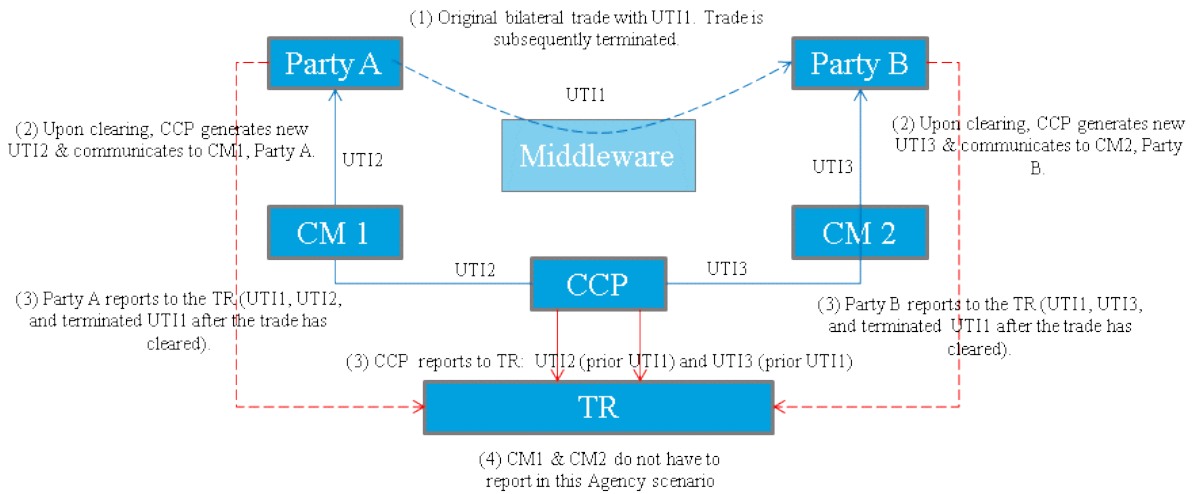 (1) Original bilateral trade with UTI1. Trade is
subsequently terminated.
Party A
Party B
UTI1
(2) Upon clearing, CCP generates new
UTI2 & communicates to CM1, Party A.
UTI2
Middleware
(2) Upon clearing, CCP generates new
UTI3 & communicates to CM2, Party
B.
UTI3
CM 1
CM 2
UTI2
CCP
UTI3
(3) Party A reports to the TR (UTI1, UTI2,
and terminated UTI1 after the trade has
cleared).
(3) Party B reports to the TR (UTI1, UTI3,
and terminated UTI1 after the trade has
cleared).
(3) CCP reports to TR: UTI2 (prior UTI1) and UTI3 (prior UTI1)
TR
(4) CM1 & CM2 do not have to
report in this Agency scenario